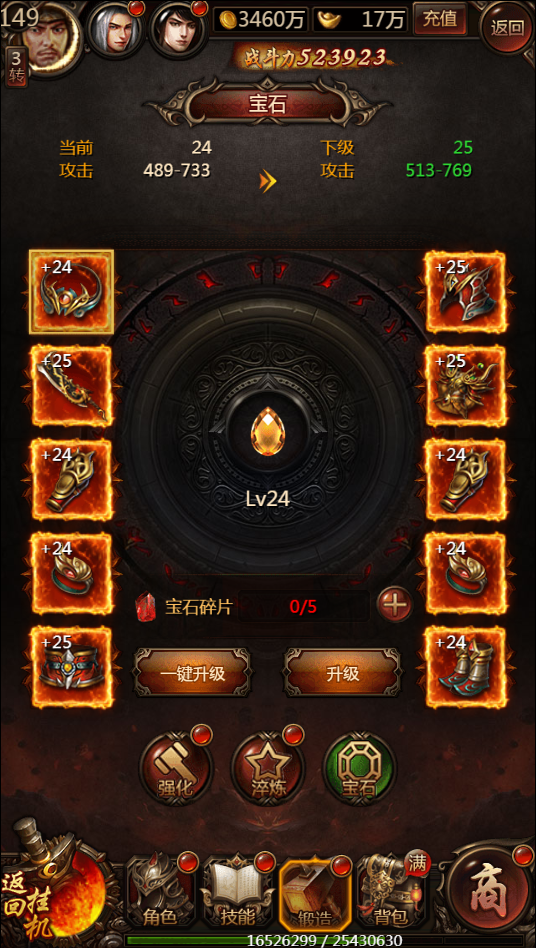 149
3460万
17万
充值
返回
3转
战斗力523923
宝石
当前 24
下级 25
攻击 489-733
攻击 513-769
+24
+25
+25
+25
+24
+24
Lv24
+24
+24
宝石碎片 0/5
+25
+24
一键升级
升级
强化
淬炼
宝石
返回挂机
角色
技能
锻造
背包
满
商
16526299 / 25430630